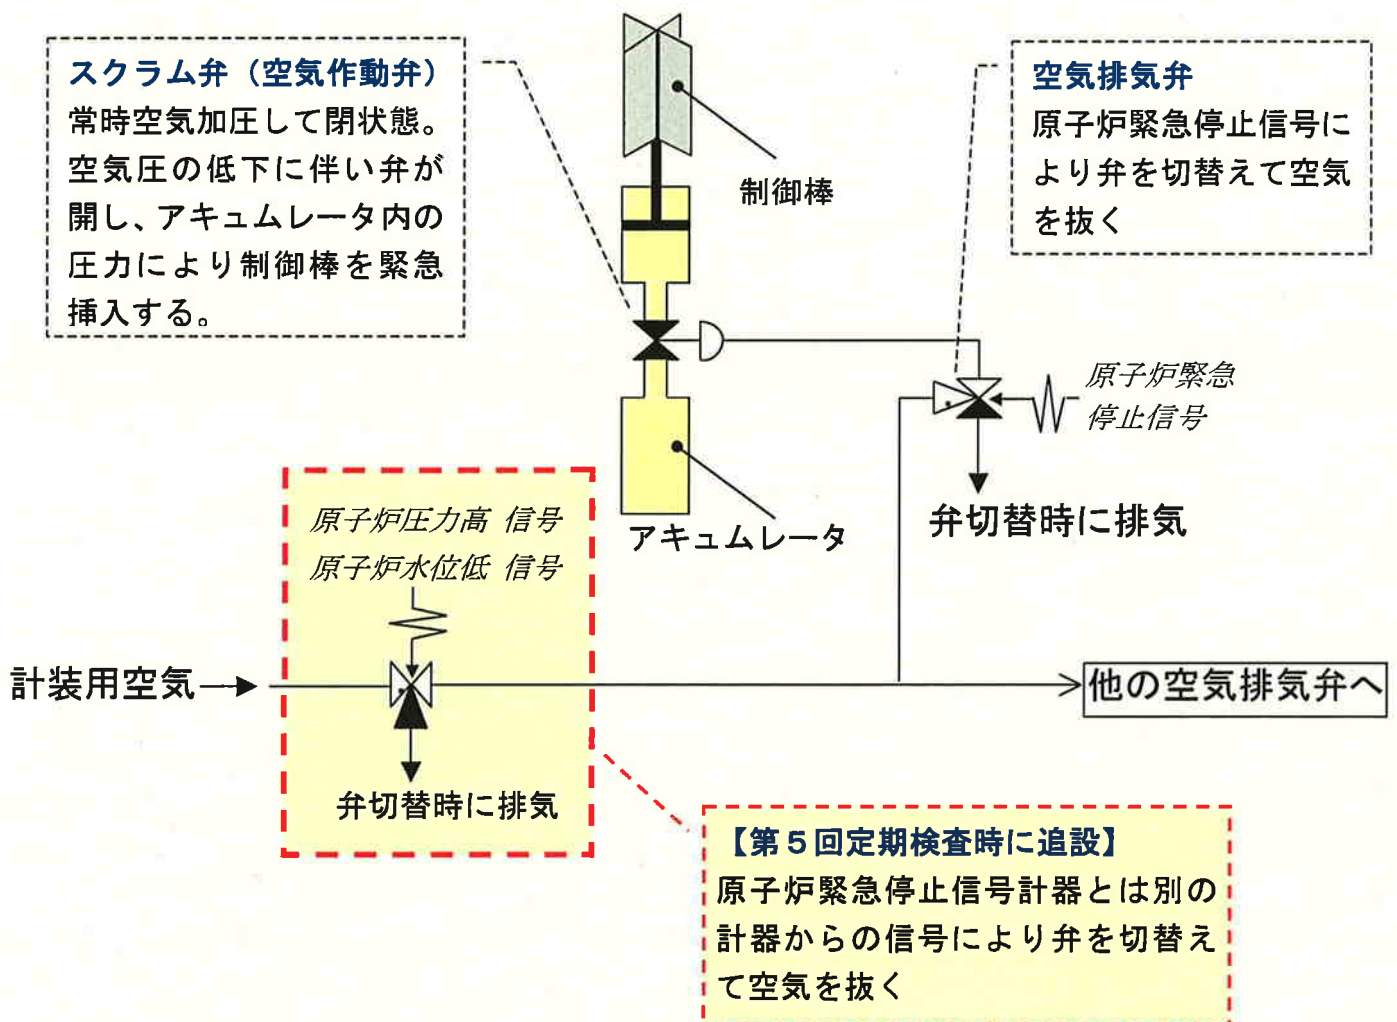 スクラム弁（空気作動弁）
常時空気加圧して閉状態。
空気圧の低下に伴い弁が
開し、アキュムレータ内の
圧力により制御棒を緊急
挿入する。
制御棒
空気排気弁
原子炉緊急停止信号に
より弁を切替えて空気
を抜く
原子炉緊急
停止信号
弁切替時に排気
アキュムレータ
原子炉圧力高 信号
原子炉水位低 信号
計装用空気
弁切替時に排気
他の空気排気弁へ
【第５回定期検査時に追設】
原子炉緊急停止信号計器とは別の
計器からの信号により弁を切替え
て空気を抜く